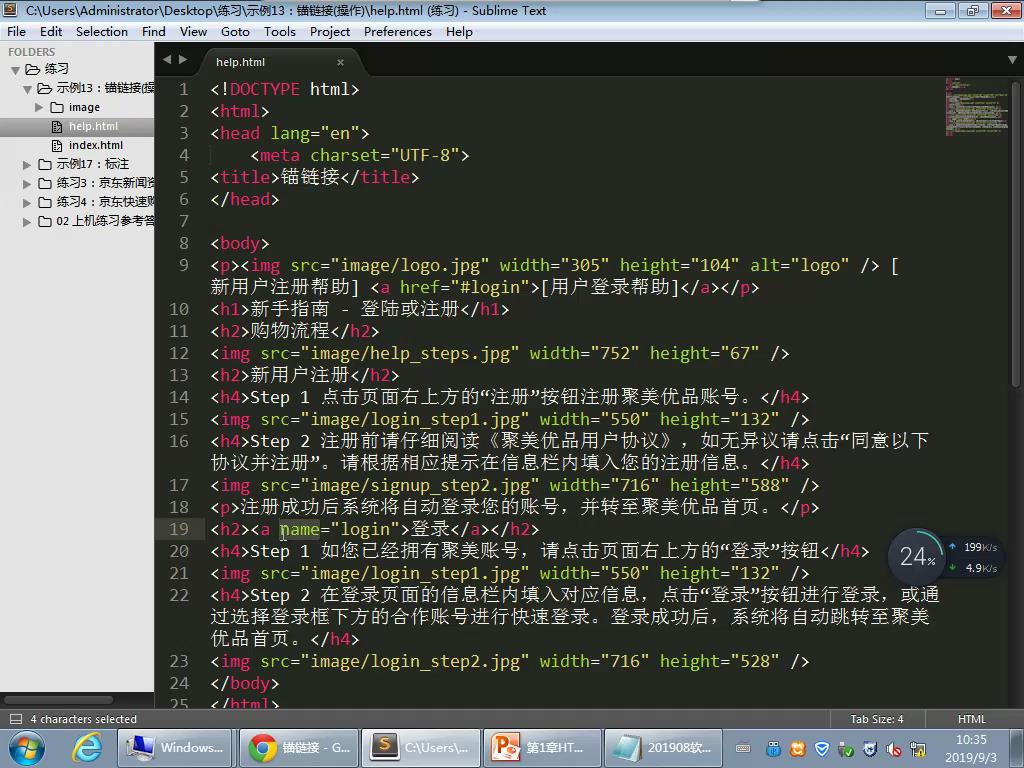 C:\Users\Administrator\Desktop\练习\示例13：锚链接(操作)\help.html (练习) - Sublime Text
File Edit Selection Find View Goto Tools Project Preferences Help
FOLDERS
练习
示例13：锚链接(操
image
help.html
index.html
示例17：标注
练习3：京东新闻资
练习4：京东快速购
02 上机练习参考答
help.html
1 <!DOCTYPE html>
2 <html>
3 <head lang="en">
4 <meta charset="UTF-8">
5 <title>锚链接</title>
6 </head>
7
8 <body>
9 <p><img src="image/logo.jpg" width="305" height="104" alt="logo" /> [
新用户注册帮助] <a href="#login">[用户登录帮助]</a></p>
10 <h1>新手指南 - 登陆或注册</h1>
11 <h2>购物流程</h2>
12 <img src="image/help_steps.jpg" width="752" height="67" />
13 <h2>新用户注册</h2>
14 <h4>Step 1 点击页面右上方的“注册”按钮注册聚美优品账号。</h4>
15 <img src="image/login_step1.jpg" width="550" height="132" />
16 <h4>Step 2 注册前请仔细阅读《聚美优品用户协议》，如无异议请点击“同意以下
协议并注册”。请根据相应提示在信息栏内填入您的注册信息。</h4>
17 <img src="image/signup_step2.jpg" width="716" height="588" />
18 <p>注册成功后系统将自动登录您的账号，并转至聚美优品首页。</p>
19 <h2><a name="login">登录</a></h2>
20 <h4>Step 1 如您已经拥有聚美账号，请点击页面右上方的“登录”按钮</h4>
21 <img src="image/login_step1.jpg" width="550" height="132" />
22 <h4>Step 2 在登录页面的信息栏内填入对应信息，点击“登录”按钮进行登录，或通
过选择登录框下方的合作账号进行快速登录。登录成功后，系统将自动跳转至聚美
优品首页。</h4>
23 <img src="image/login_step2.jpg" width="716" height="528" />
24 </body>
25 </html>
24%
199K/s
4.9K/s
4 characters selected
Tab Size: 4
HTML
Windows...
锚链接 - G...
C:\Users\...
第1章HT...
201908软...
10:35
2019/9/3